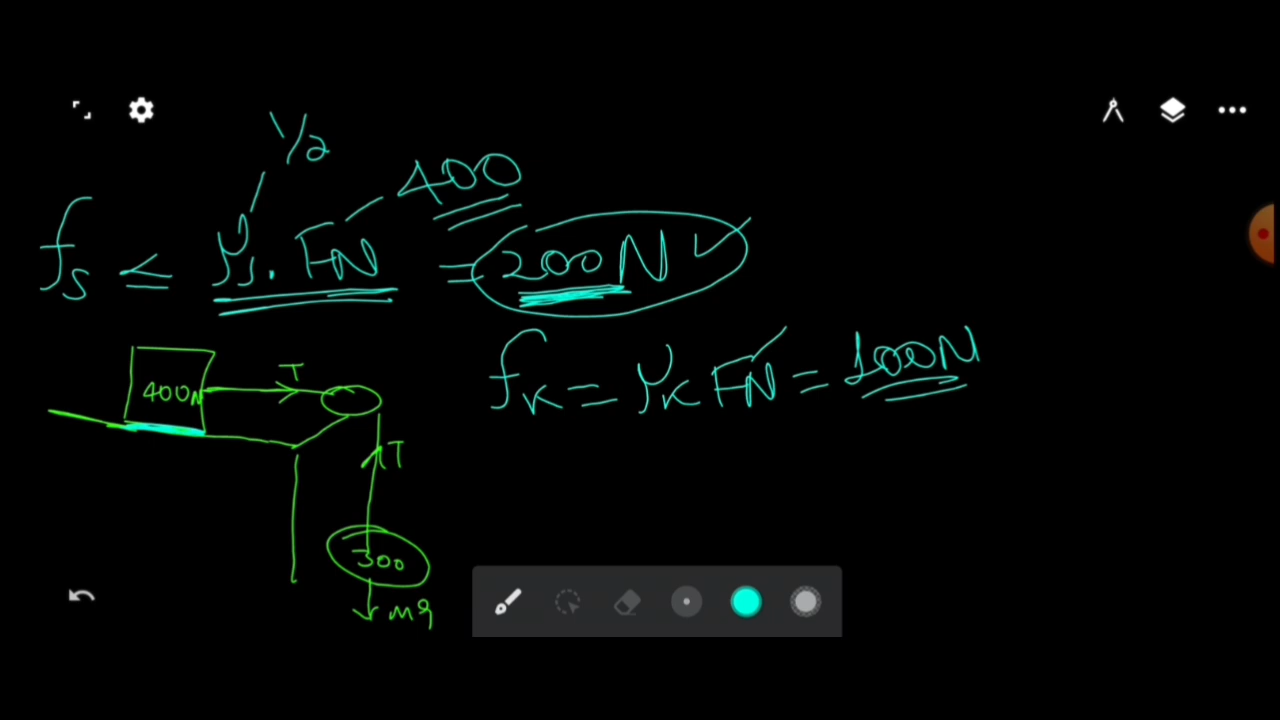 1/2
400
fs ≤ μs. FN = 200N ✓
fK = μK FN = 100N
400N
T
T
300
mg